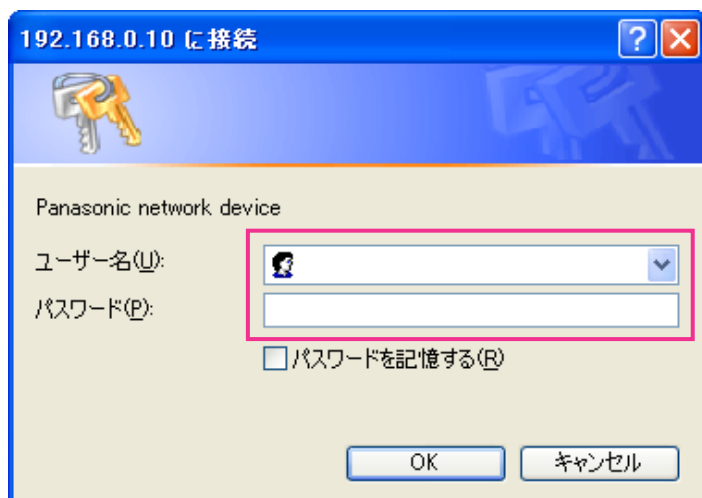 192.168.0.10 に接続
Panasonic network device
ユーザー名(U):
パスワード(P):
パスワードを記憶する(R)
OK キャンセル